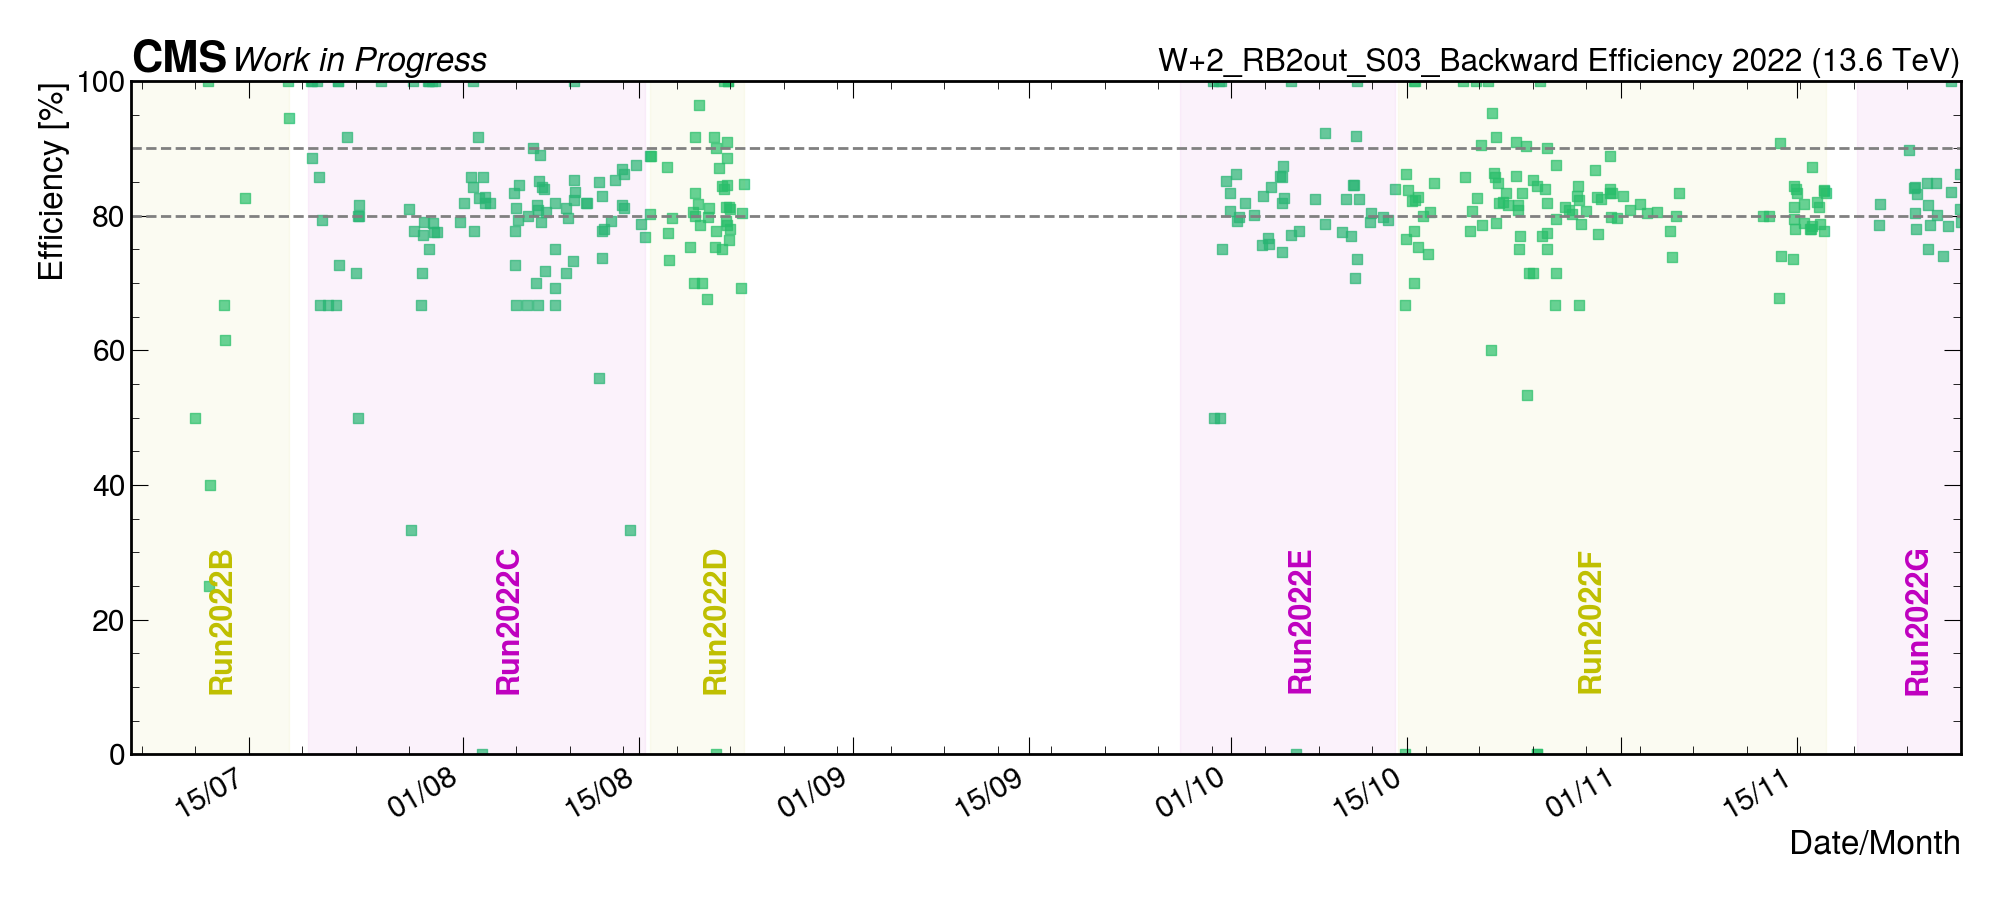 CMS Work in Progress
W+2_RB2out_S03_Backward Efficiency 2022 (13.6 TeV)
Efficiency [%]
100
80
60
40
20
0
Run2022B
Run2022C
Run2022D
Run2022E
Run2022F
Run2022G
15/07
01/08
15/08
01/09
15/09
01/10
15/10
01/11
15/11
Date/Month